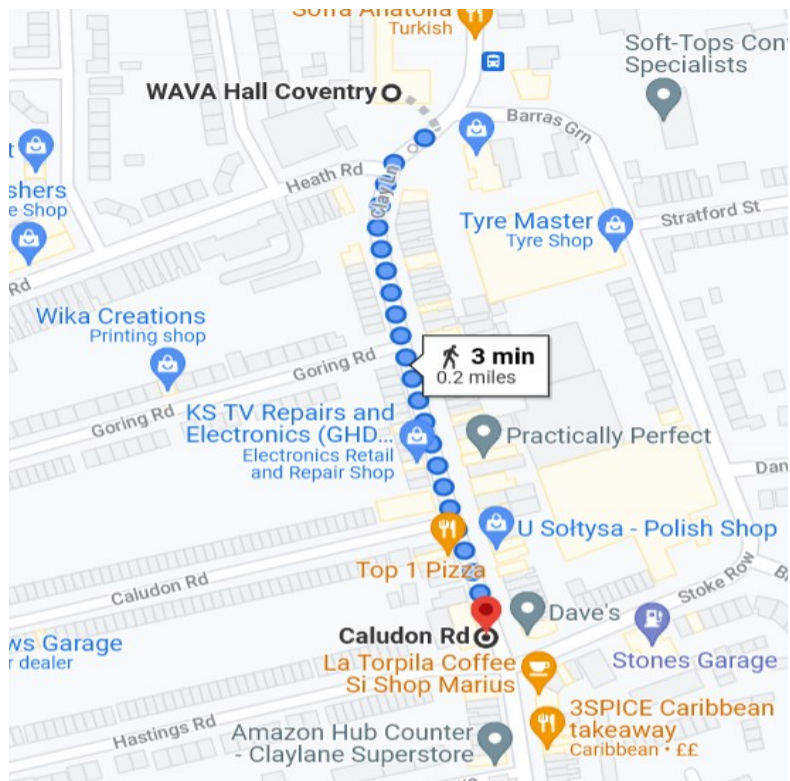 Sofra Anatolia
Turkish
Soft-Tops Conv
Specialists
WAVA Hall Coventry
Barras Grn
t
shers
e Shop
Heath Rd
Clay Ln
Tyre Master
Tyre Shop
Stratford St
Rd
Wika Creations
Printing shop
3 min
0.2 miles
Goring Rd
Goring Rd
KS TV Repairs and
Electronics (GHD...
Electronics Retail
and Repair Shop
Practically Perfect
Dan
U Sołtysa - Polish Shop
Top 1 Pizza
Caludon Rd
Stoke Row
B
Dave's
ws Garage
r dealer
Caludon Rd
Stones Garage
La Torpila Coffee
Si Shop Marius
3SPICE Caribbean
takeaway
Caribbean • ££
Hastings Rd
Amazon Hub Counter
- Claylane Superstore